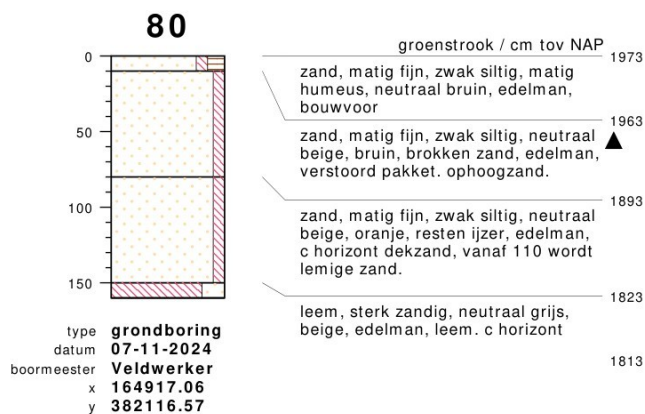 80
groenstrook / cm tov NAP
0
1973
zand, matig fijn, zwak siltig, matig
humeus, neutraal bruin, edelman,
bouwvoor
1963
zand, matig fijn, zwak siltig, neutraal
beige, bruin, brokken zand, edelman,
verstoord pakket. ophoogzand.
50
1893
zand, matig fijn, zwak siltig, neutraal
beige, oranje, resten ijzer, edelman,
c horizont dekzand, vanaf 110 wordt
lemige zand.
100
1823
leem, sterk zandig, neutraal grijs,
beige, edelman, leem. c horizont
150
1813
type grondboring
datum 07-11-2024
boormeester Veldwerker
x 164917.06
y 382116.57